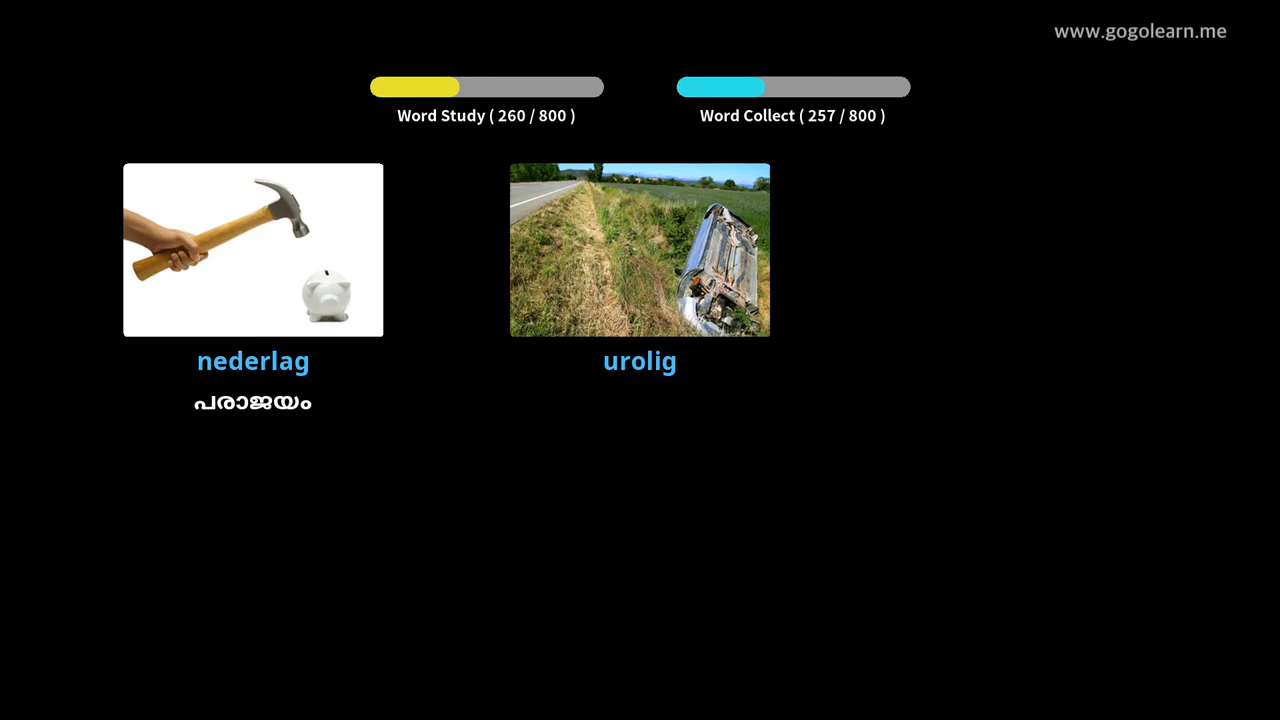 www.gogolearn.me
Word Study ( 260 / 800 )
Word Collect ( 257 / 800 )
nederlag
urolig
പരാജയം